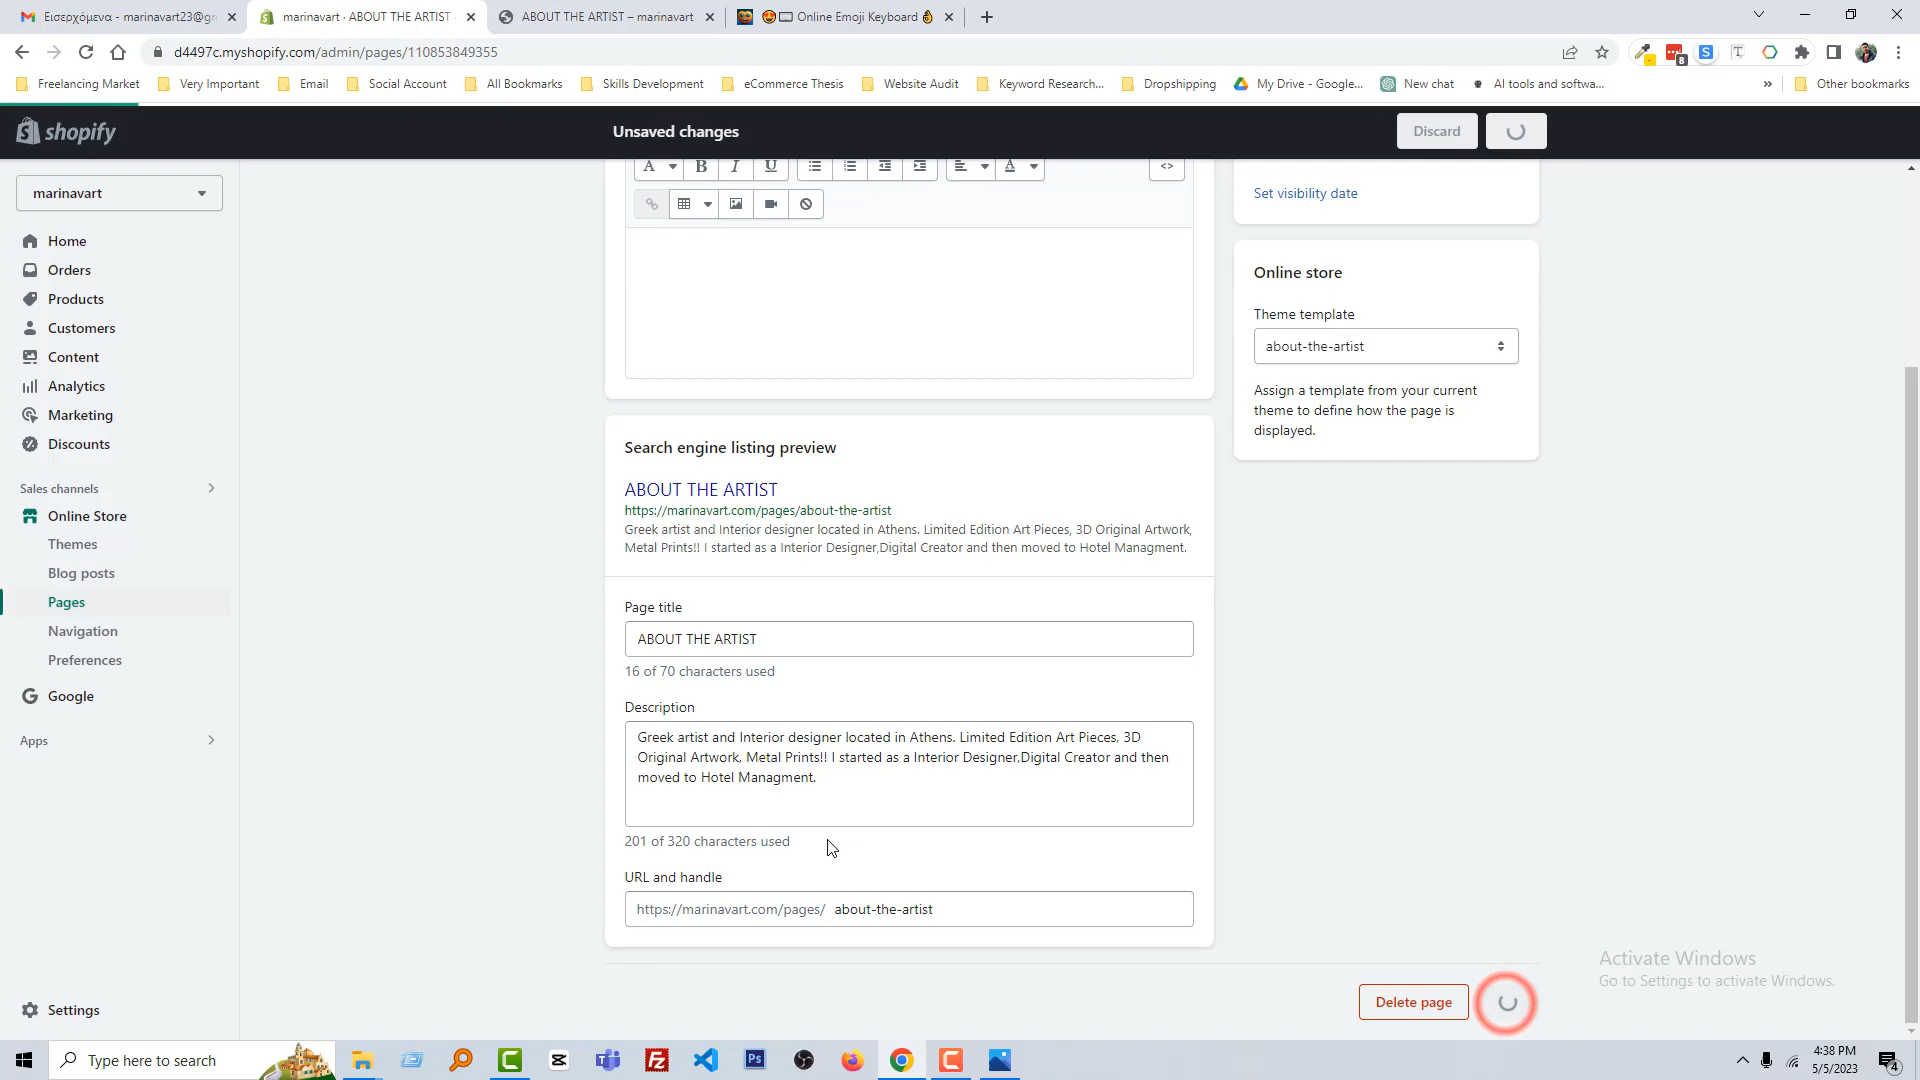 Εισερχόμενα - marinavart23@gm
marinavart · ABOUT THE ARTIST
ABOUT THE ARTIST – marinavart
Online Emoji Keyboard
d4497c.myshopify.com/admin/pages/110853849355
Freelancing Market
Very Important
Email
Social Account
All Bookmarks
Skills Development
eCommerce Thesis
Website Audit
Keyword Research...
Dropshipping
My Drive - Google...
New chat
AI tools and softwa...
Other bookmarks
shopify
Unsaved changes
Discard
marinavart
Home
Orders
Products
Customers
Content
Analytics
Marketing
Discounts
Sales channels
Online Store
Themes
Blog posts
Pages
Navigation
Preferences
Google
Apps
Settings
Set visibility date
Online store
Theme template
about-the-artist
Assign a template from your current
theme to define how the page is
displayed.
Search engine listing preview
ABOUT THE ARTIST
https://marinavart.com/pages/about-the-artist
Greek artist and Interior designer located in Athens. Limited Edition Art Pieces, 3D Original Artwork,
Metal Prints!! I started as a Interior Designer,Digital Creator and then moved to Hotel Managment.
Page title
ABOUT THE ARTIST
16 of 70 characters used
Description
Greek artist and Interior designer located in Athens. Limited Edition Art Pieces, 3D
Original Artwork, Metal Prints!! I started as a Interior Designer,Digital Creator and then
moved to Hotel Managment.
201 of 320 characters used
URL and handle
https://marinavart.com/pages/ about-the-artist
Delete page
Activate Windows
Go to Settings to activate Windows.
Type here to search
4:38 PM
5/5/2023
4